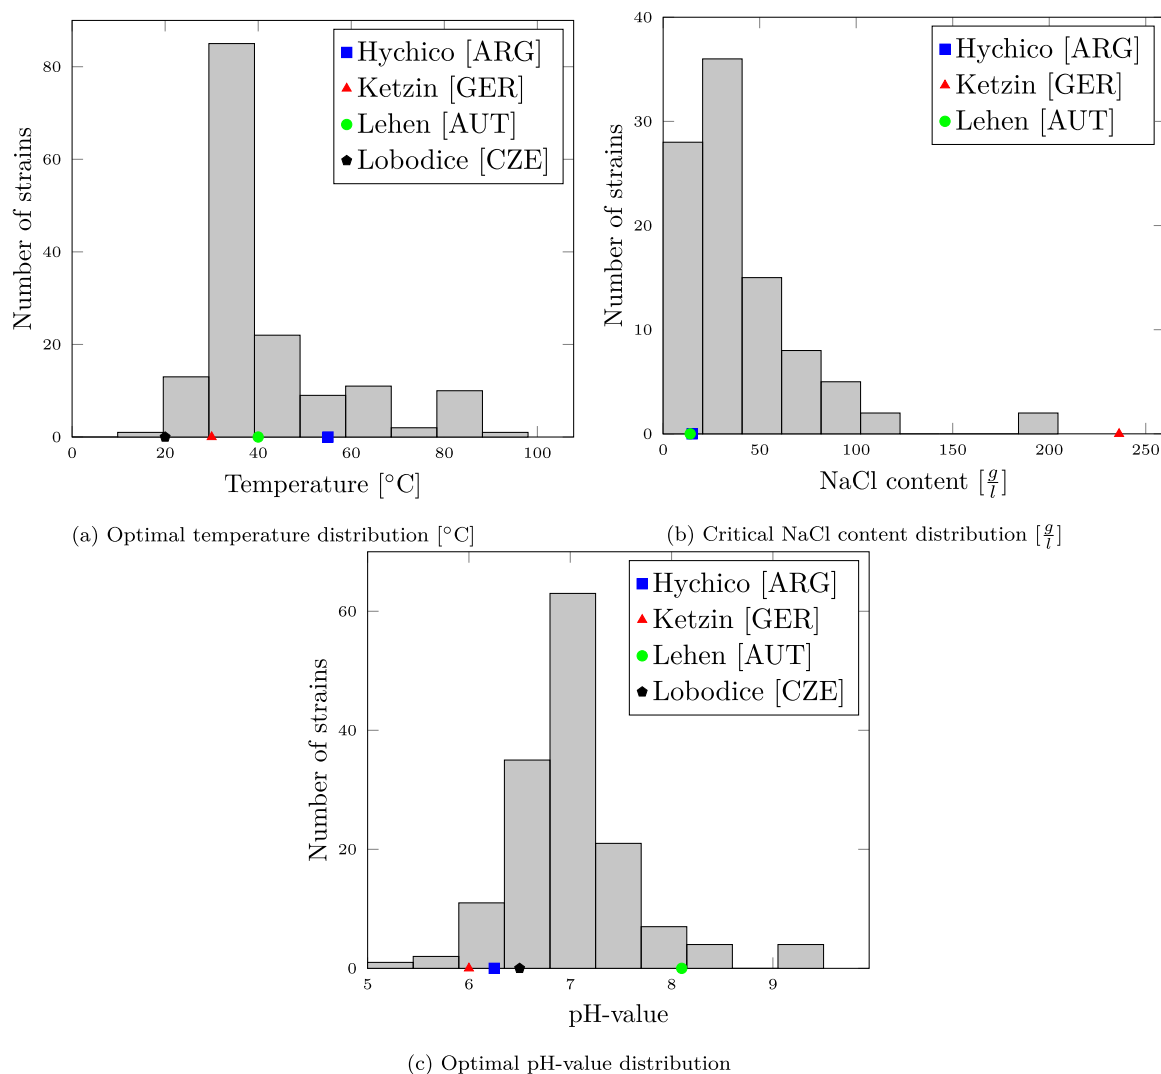 Hychico [ARG]
Ketzin [GER]
Lehen [AUT]
Lobodice [CZE]
80
60
40
20
0
Number of strains
0 20 40 60 80 100
Temperature [°C]
(a) Optimal temperature distribution [°C]
Hychico [ARG]
Ketzin [GER]
Lehen [AUT]
40
30
20
10
0
Number of strains
0 50 100 150 200 250
NaCl content [g/l]
(b) Critical NaCl content distribution [g/l]
Hychico [ARG]
Ketzin [GER]
Lehen [AUT]
Lobodice [CZE]
60
40
20
0
Number of strains
5 6 7 8 9
pH-value
(c) Optimal pH-value distribution